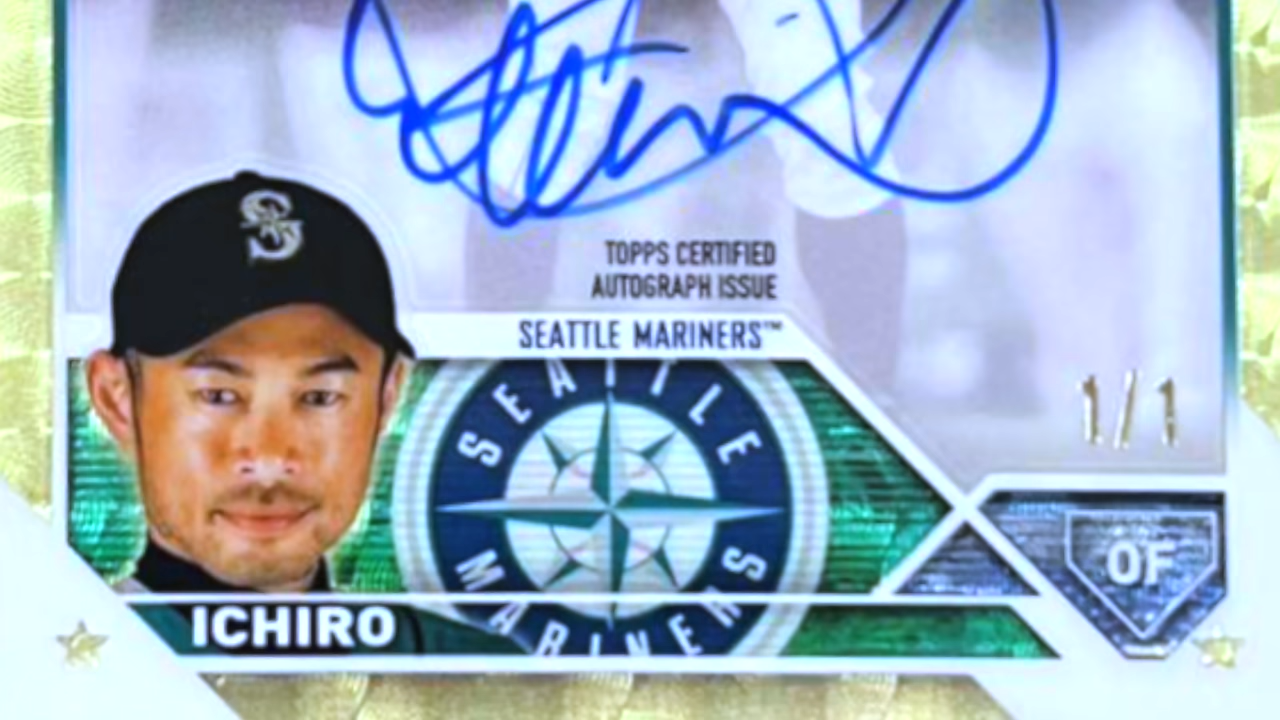 S
TOPPS CERTIFIED
AUTOGRAPH ISSUE
SEATTLE MARINERS™
1/1
SEATTLE
MARINERS
OF
ICHIRO